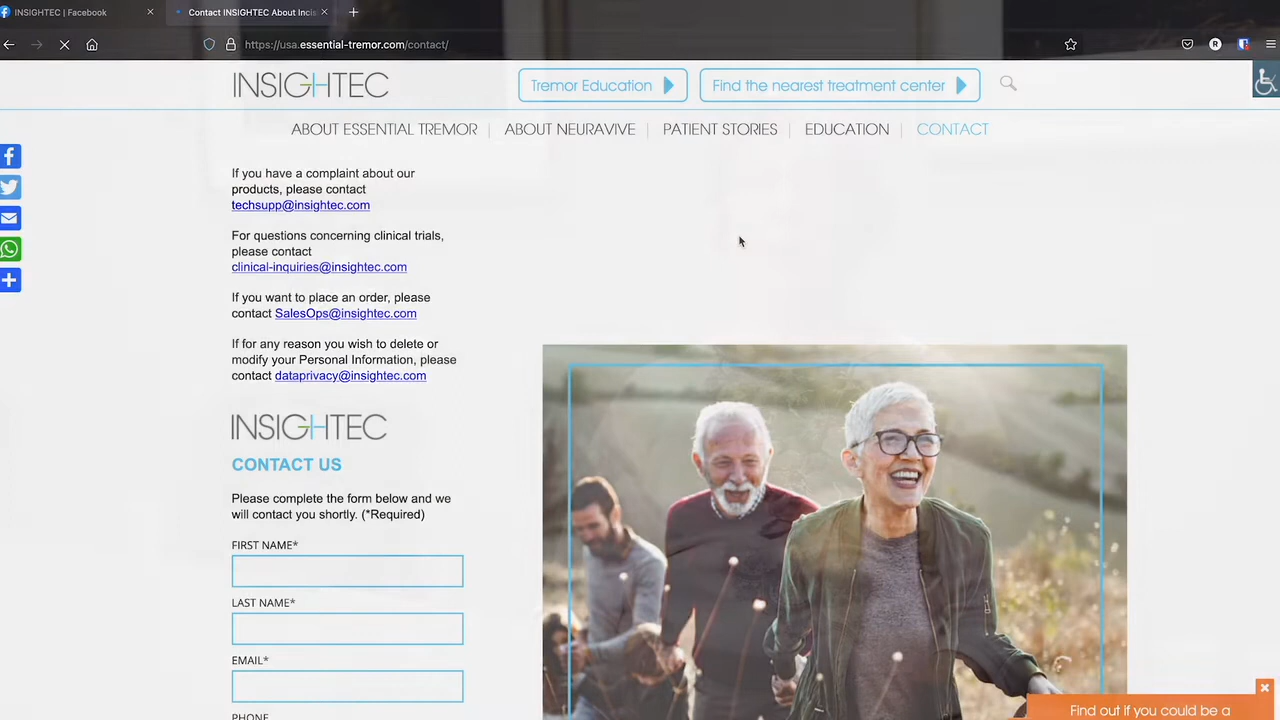 INSIGHTEC | Facebook
Contact INSIGHTEC About Incis
https://usa.essential-tremor.com/contact/
R
INSIGHTEC
Tremor Education
Find the nearest treatment center
ABOUT ESSENTIAL TREMOR
ABOUT NEURAVIVE
PATIENT STORIES
EDUCATION
CONTACT
If you have a complaint about our
products, please contact
techsupp@insightec.com
For questions concerning clinical trials,
please contact
clinical-inquiries@insightec.com
If you want to place an order, please
contact SalesOps@insightec.com
If for any reason you wish to delete or
modify your Personal Information, please
contact dataprivacy@insightec.com
INSIGHTEC
CONTACT US
Please complete the form below and we
will contact you shortly. (*Required)
FIRST NAME*
LAST NAME*
EMAIL*
PHONE
Find out if you could be a